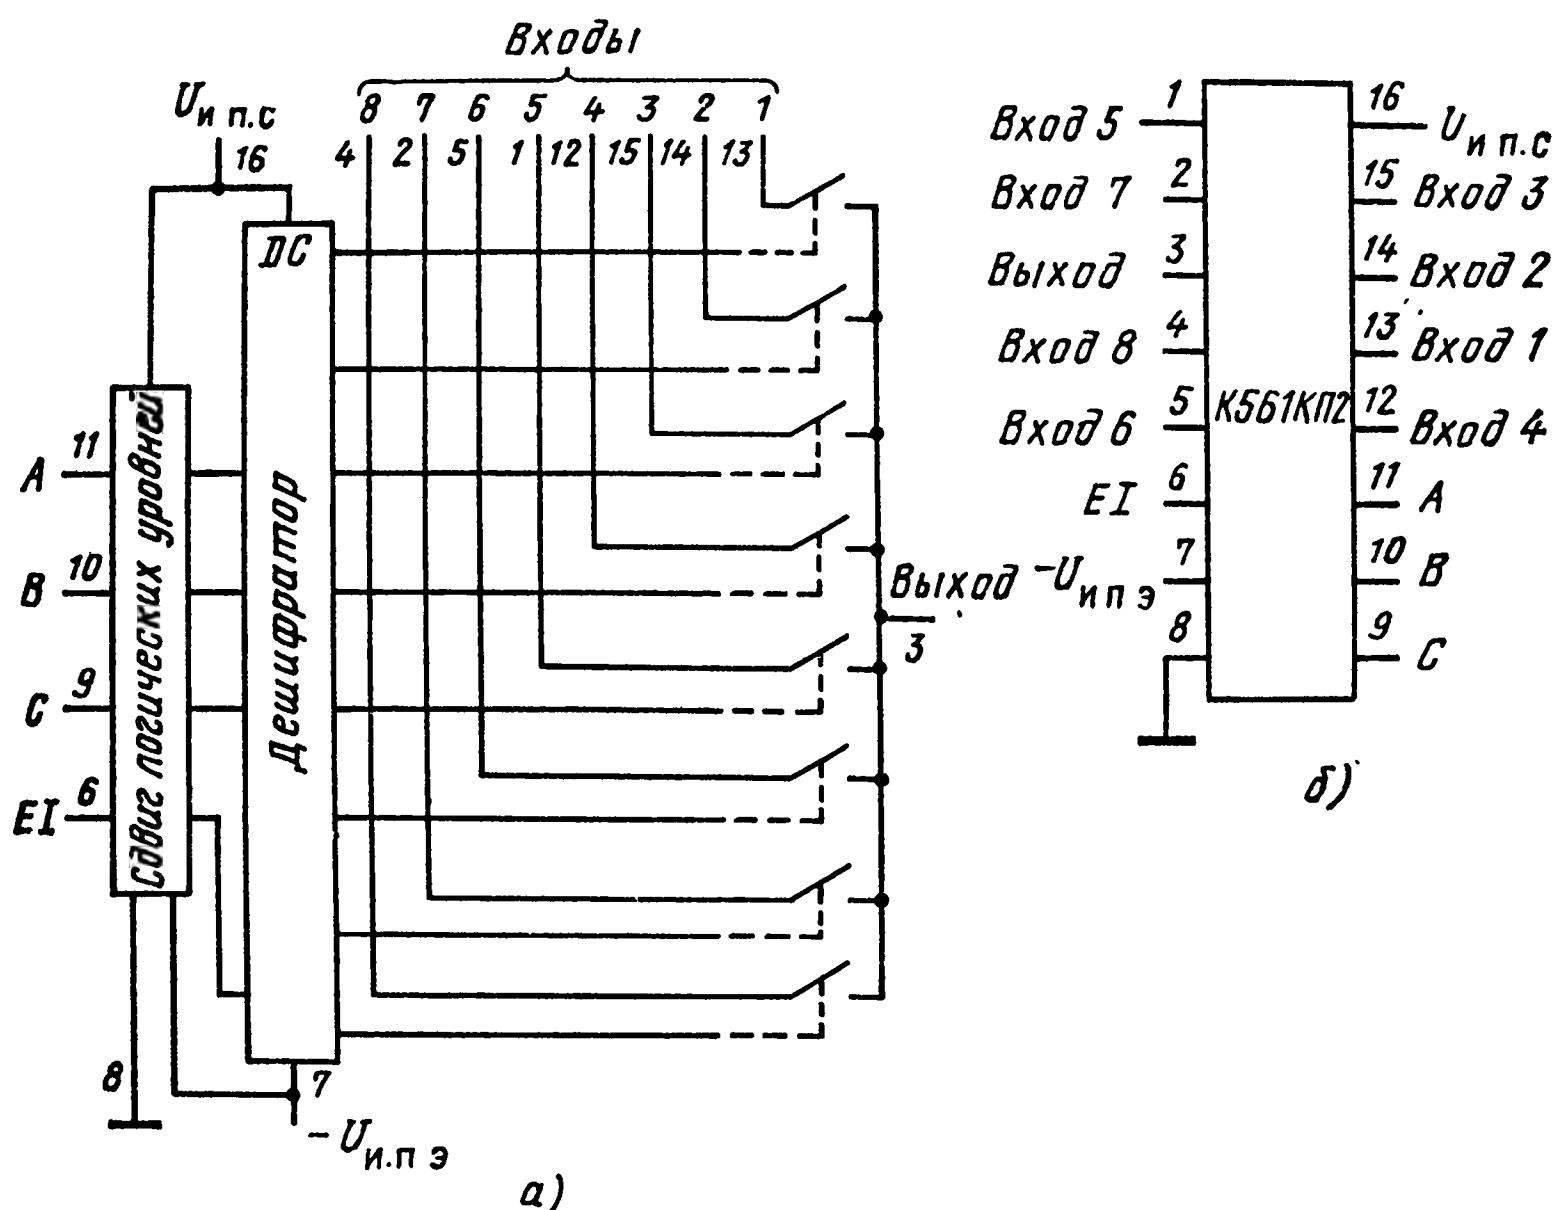 Входы
8 7 6 5 4 3 2 1
4 2 5 1 12 15 14 13
U и п.с
16
DC
Дешифратор
Сдвиг логических уровней
11
A
10
B
9
C
6
EI
8
7
-U и.п э
Выход
3
а)
К561КП2
1
Вход 5
2
Вход 7
3
Выход
4
Вход 8
5
Вход 6
6
EI
7
-U и п э
8
16
U и п.с
15
Вход 3
14
Вход 2
13
Вход 1
12
Вход 4
11
A
10
B
9
C
б)